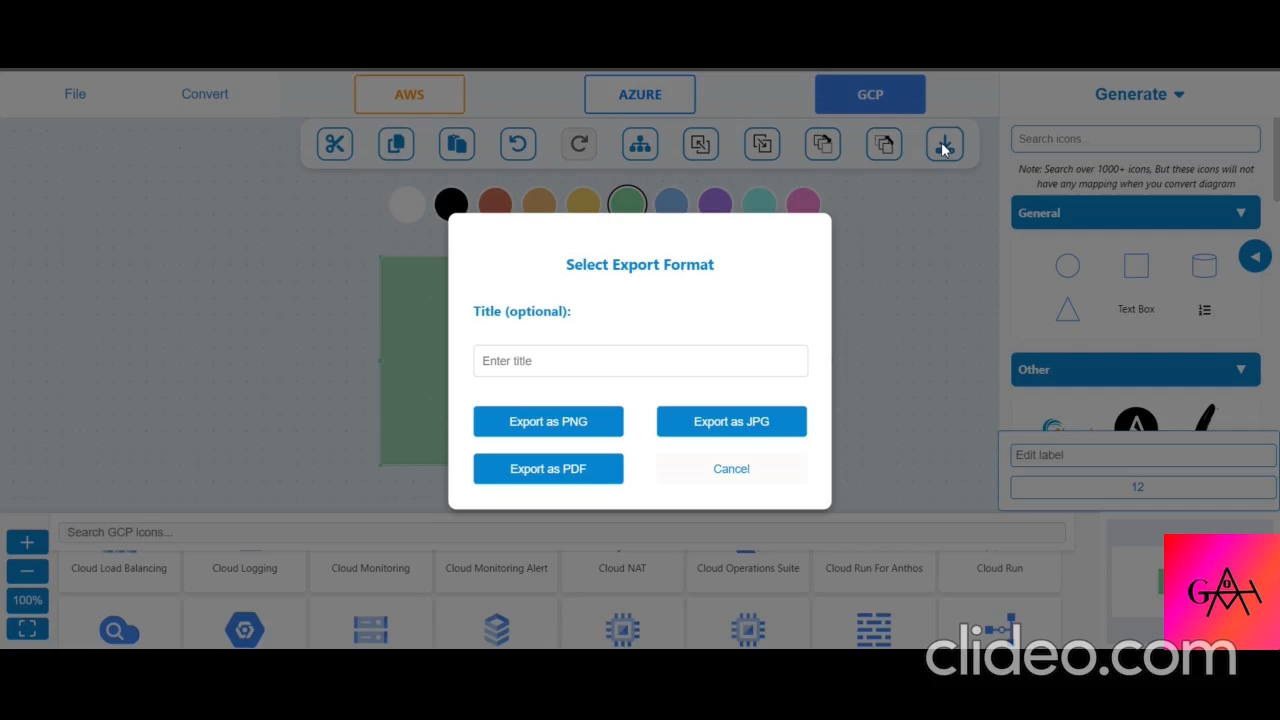 File
Convert
AWS
AZURE
GCP
Generate
Search icons...
Note: Search over 1000+ icons, But these icons will not
have any mapping when you convert diagram
General
Text Box
Other
Select Export Format
Title (optional):
Enter title
Export as PNG
Export as JPG
Export as PDF
Cancel
Edit label
12
Search GCP icons...
Cloud Load Balancing
Cloud Logging
Cloud Monitoring
Cloud Monitoring Alert
Cloud NAT
Cloud Operations Suite
Cloud Run For Anthos
Cloud Run
100%
clideo.com